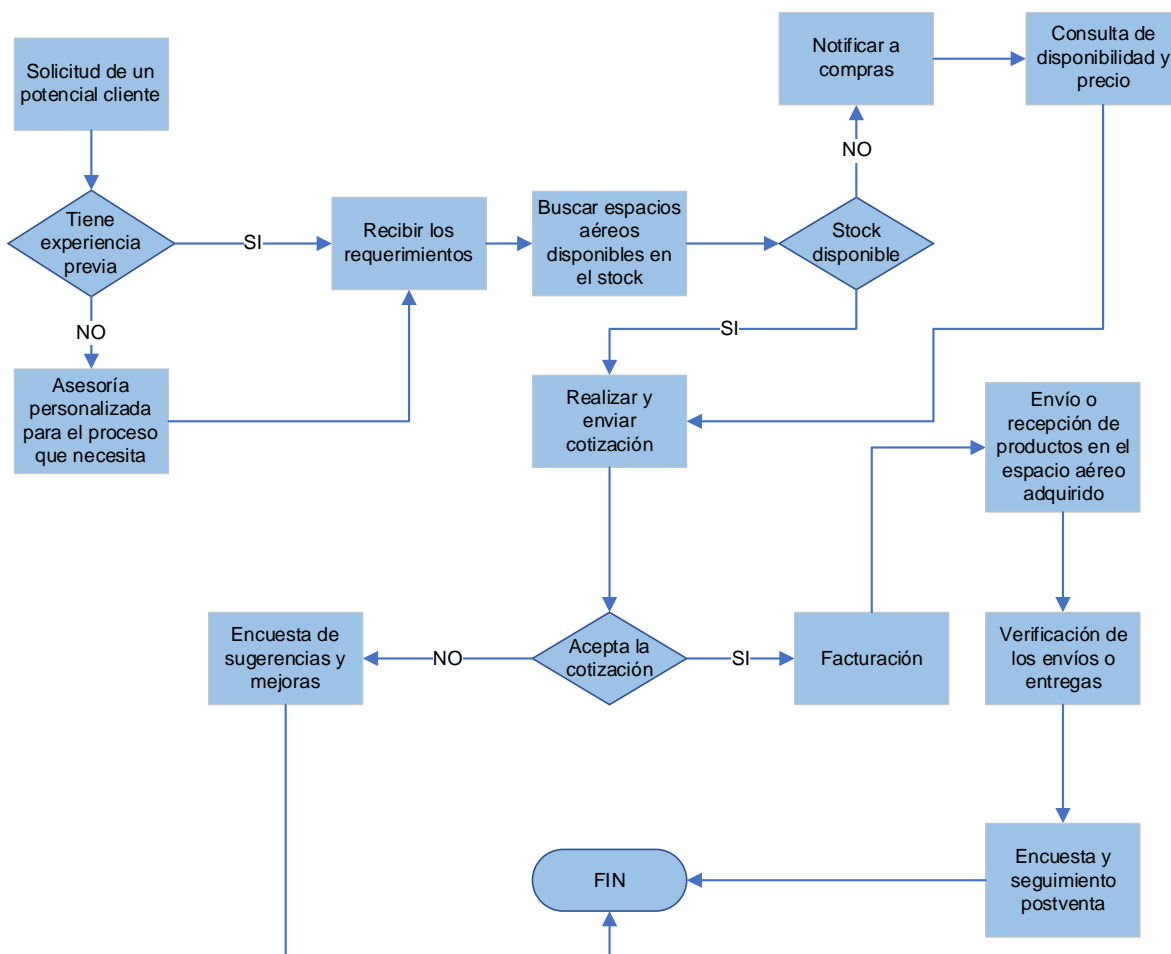 Solicitud de un
potencial cliente
Notificar a
compras
Consulta de
disponibilidad y
precio
NO
Tiene
experiencia
previa
SI
Recibir los
requerimientos
Buscar espacios
aéreos
disponibles en
el stock
Stock
disponible
NO
SI
Asesoría
personalizada
para el proceso
que necesita
Realizar y
enviar
cotización
Envío o
recepción de
productos en el
espacio aéreo
adquirido
Encuesta de
sugerencias y
mejoras
NO
Acepta la
cotización
SI
Facturación
Verificación de
los envíos o
entregas
FIN
Encuesta y
seguimiento
postventa